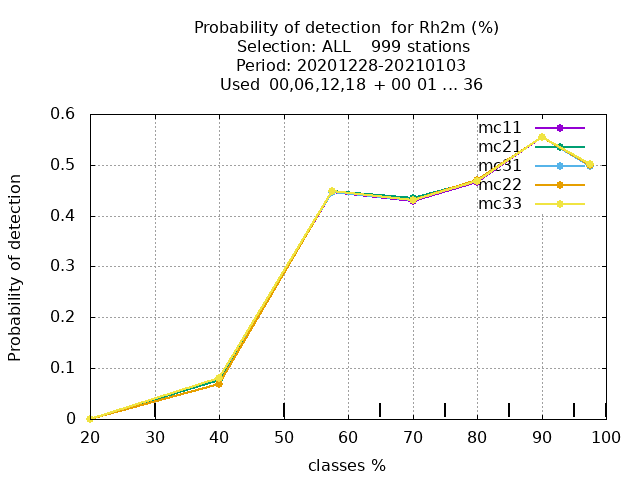 Probability of detection for Rh2m (%)
Selection: ALL 999 stations
Period: 20201228-20210103
Used 00,06,12,18 + 00 01 ... 36
Probability of detection
0.6
0.5
0.4
0.3
0.2
0.1
0
mc11
mc21
mc31
mc22
mc33
20 30 40 50 60 70 80 90 100
classes %